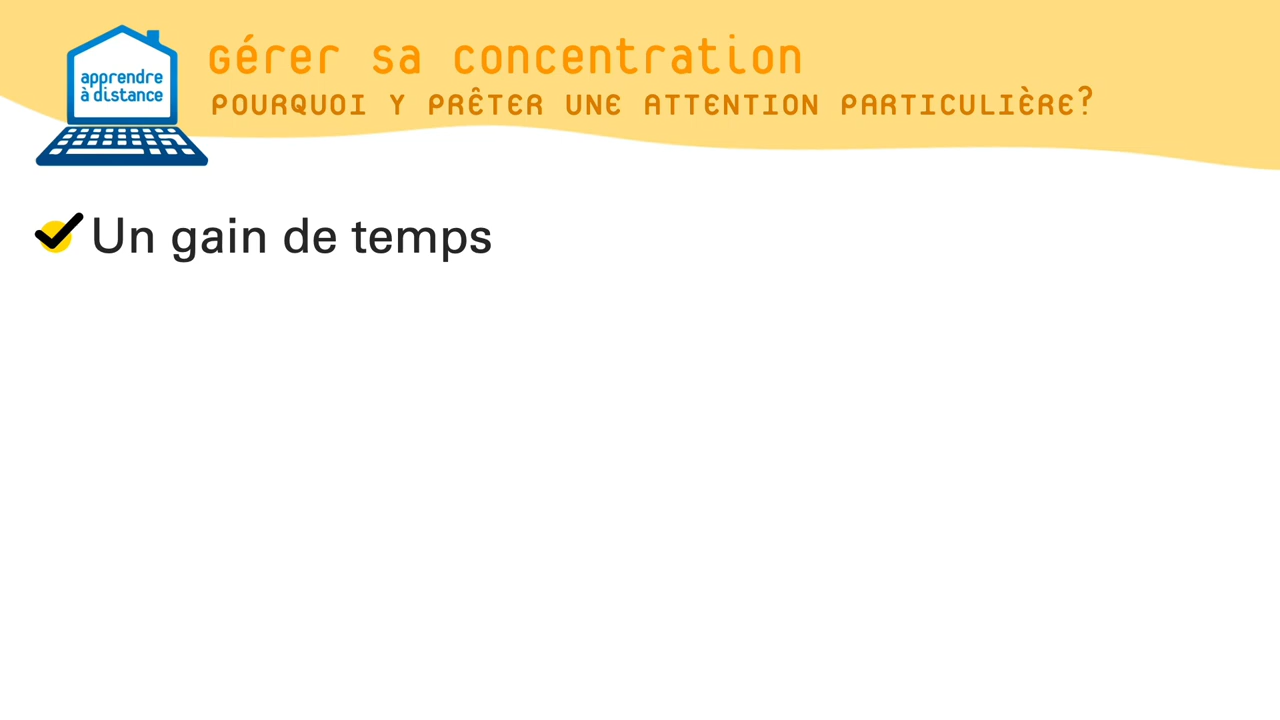 apprendre
à distance
Gérer sa concentration
POURQUOI Y PRÊTER UNE ATTENTION PARTICULIÈRE?
Un gain de temps